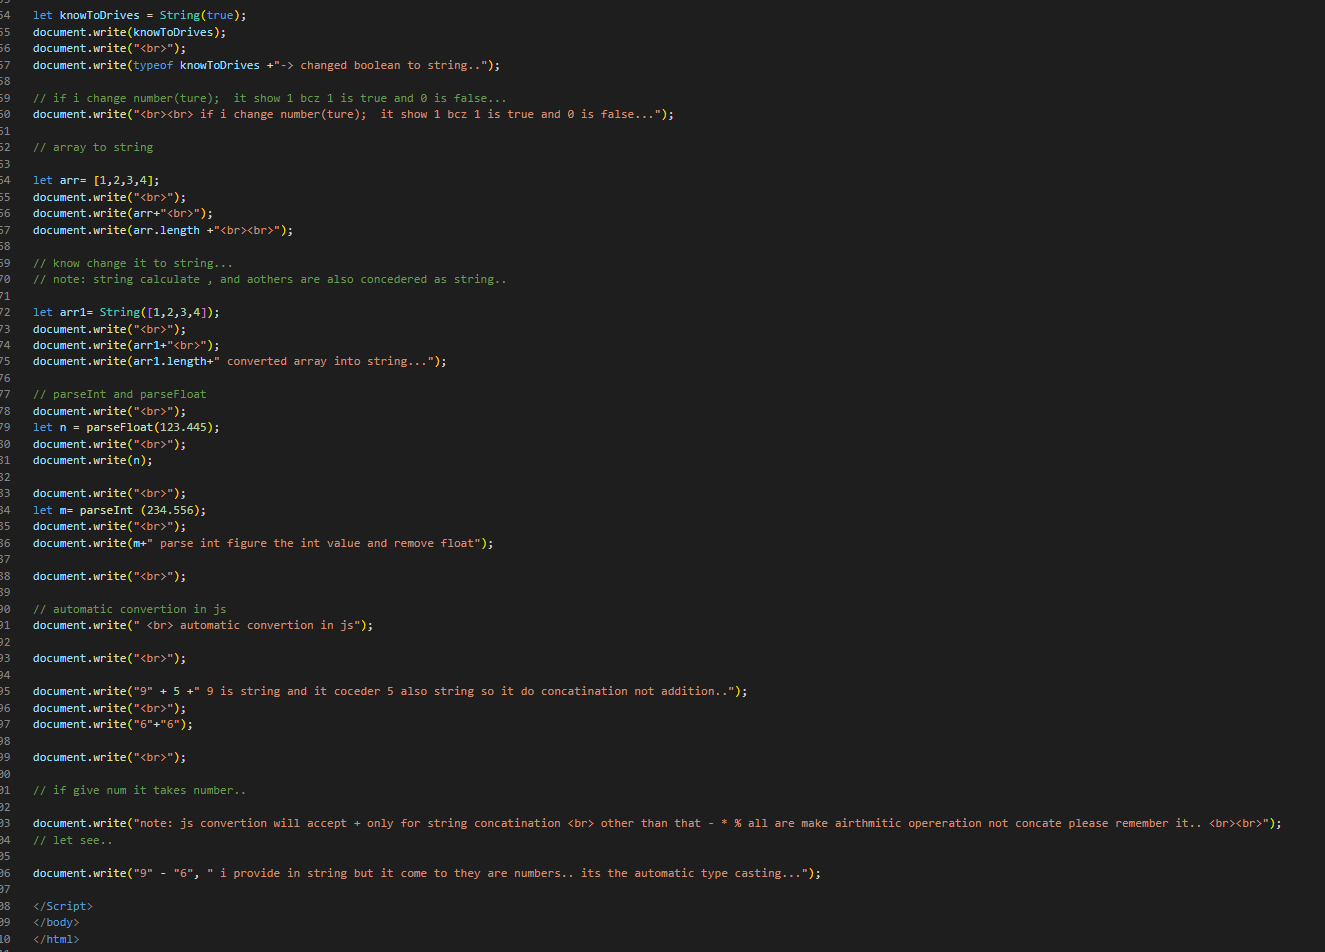 54 let knowToDrives = String(true);
55 document.write(knowToDrives);
56 document.write("<br>");
57 document.write(typeof knowToDrives +"-> changed boolean to string..");
58
59 // if i change number(ture);  it show 1 bcz 1 is true and 0 is false...
60 document.write("<br><br> if i change number(ture);  it show 1 bcz 1 is true and 0 is false...");
61
62 // array to string
63
64 let arr= [1,2,3,4];
65 document.write("<br>");
66 document.write(arr+"<br>");
67 document.write(arr.length +"<br><br>");
68
69 // know change it to string...
70 // note: string calculate , and aothers are also concedered as string..
71
72 let arr1= String([1,2,3,4]);
73 document.write("<br>");
74 document.write(arr1+"<br>");
75 document.write(arr1.length+" converted array into string...");
76
77 // parseInt and parseFloat
78 document.write("<br>");
79 let n = parseFloat(123.445);
80 document.write("<br>");
81 document.write(n);
82
83 document.write("<br>");
84 let m= parseInt (234.556);
85 document.write("<br>");
86 document.write(m+" parse int figure the int value and remove float");
87
88 document.write("<br>");
89
90 // automatic convertion in js
91 document.write(" <br> automatic convertion in js");
92
93 document.write("<br>");
94
95 document.write("9" + 5 +" 9 is string and it coceder 5 also string so it do concatination not addition..");
96 document.write("<br>");
97 document.write("6"+"6");
98
99 document.write("<br>");
00
01 // if give num it takes number..
02
03 document.write("note: js convertion will accept + only for string concatination <br> other than that - * % all are make airthmitic opereration not concate please remember it.. <br><br>");
04 // let see..
05
06 document.write("9" - "6", " i provide in string but it come to they are numbers.. its the automatic type casting...");
07
08 </Script>
09 </body>
10 </html>